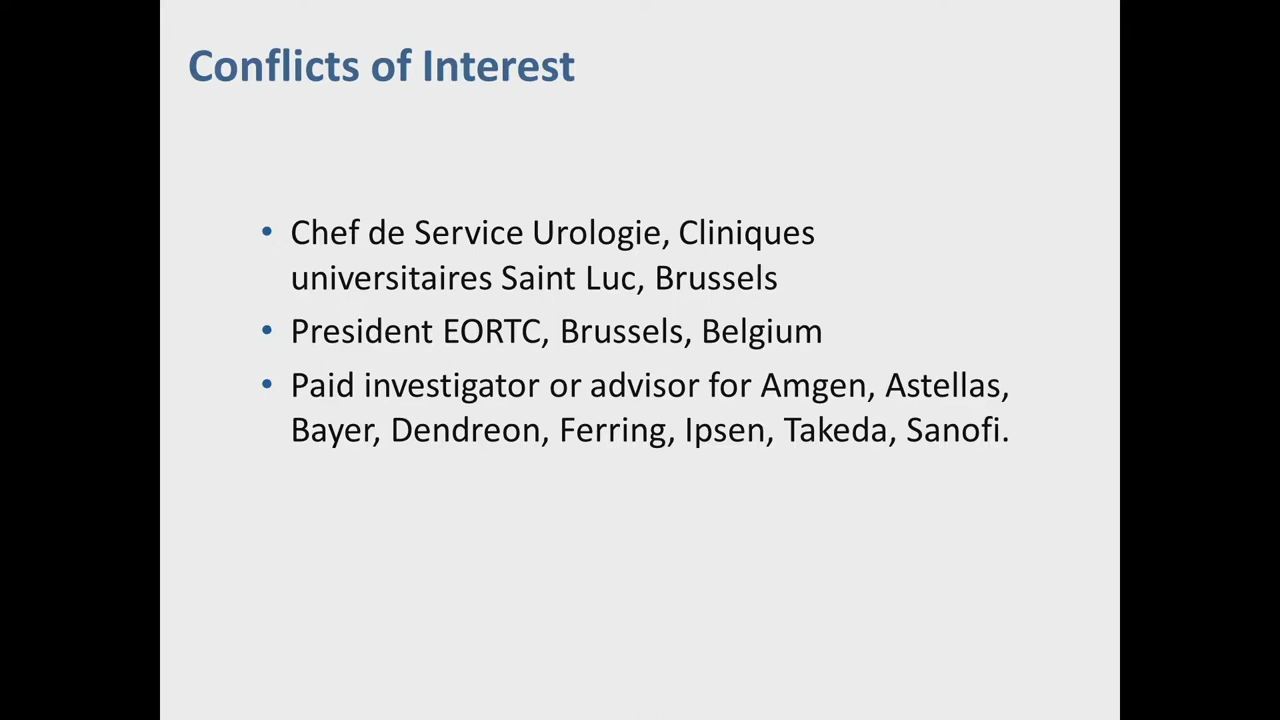 Conflicts of Interest
• Chef de Service Urologie, Cliniques
universitaires Saint Luc, Brussels
• President EORTC, Brussels, Belgium
• Paid investigator or advisor for Amgen, Astellas,
Bayer, Dendreon, Ferring, Ipsen, Takeda, Sanofi.